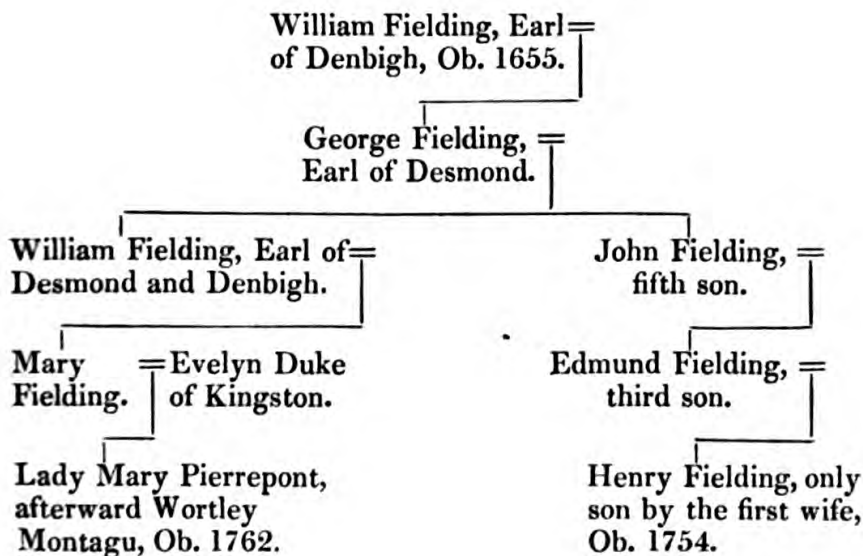 William Fielding, Earl=
of Denbigh, Ob. 1655.
George Fielding, =
Earl of Desmond.
William Fielding, Earl of=
Desmond and Denbigh.
John Fielding, =
fifth son.
Mary =Evelyn Duke
Fielding. of Kingston.
Edmund Fielding, =
third son.
Lady Mary Pierrepont,
afterward Wortley
Montagu, Ob. 1762.
Henry Fielding, only
son by the first wife,
Ob. 1754.